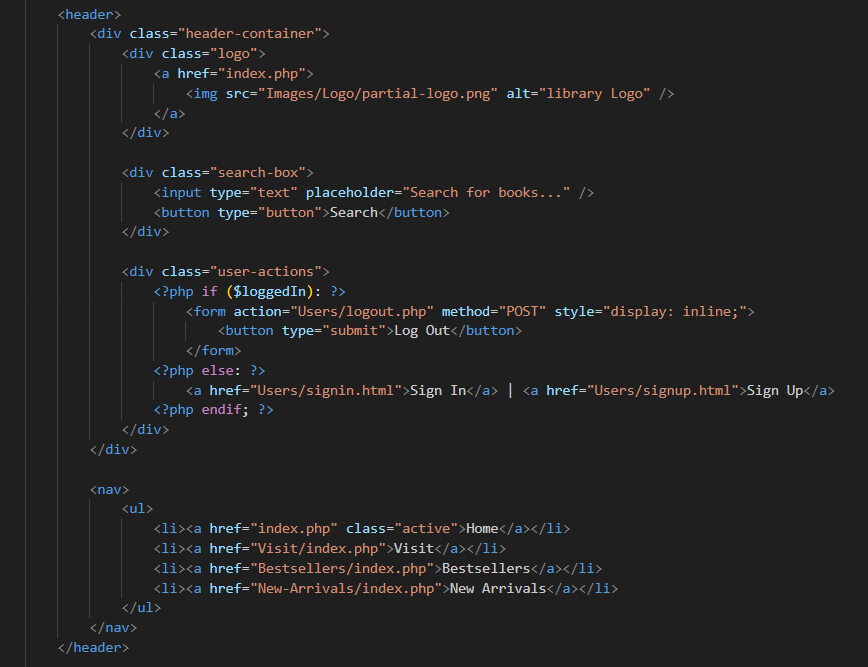 <header>
<div class="header-container">
<div class="logo">
<a href="index.php">
<img src="Images/Logo/partial-logo.png" alt="library Logo" />
</a>
</div>
<div class="search-box">
<input type="text" placeholder="Search for books..." />
<button type="button">Search</button>
</div>
<div class="user-actions">
<?php if ($loggedIn): ?>
<form action="Users/logout.php" method="POST" style="display: inline;">
<button type="submit">Log Out</button>
</form>
<?php else: ?>
<a href="Users/signin.html">Sign In</a> | <a href="Users/signup.html">Sign Up</a>
<?php endif; ?>
</div>
</div>
<nav>
<ul>
<li><a href="index.php" class="active">Home</a></li>
<li><a href="Visit/index.php">Visit</a></li>
<li><a href="Bestsellers/index.php">Bestsellers</a></li>
<li><a href="New-Arrivals/index.php">New Arrivals</a></li>
</ul>
</nav>
</header>